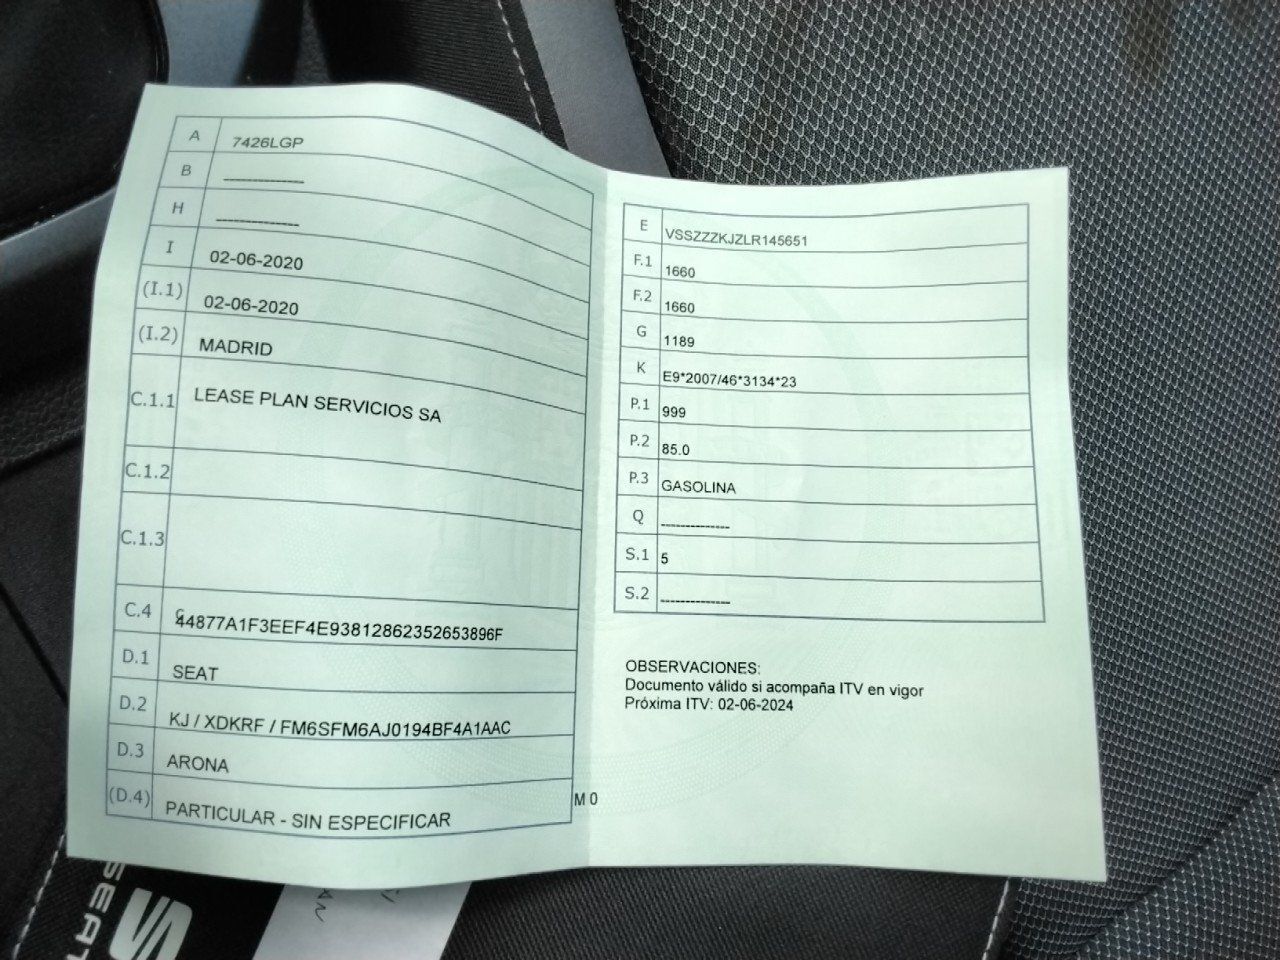 A 7426LGP
B -------------
H -------------
I 02-06-2020
(I.1) 02-06-2020
(I.2) MADRID
C.1.1 LEASE PLAN SERVICIOS SA
C.1.2
C.1.3
C.4 C
44877A1F3EEF4E93812862352653896F
D.1 SEAT
D.2 KJ / XDKRF / FM6SFM6AJ0194BF4A1AAC
D.3 ARONA
(D.4) PARTICULAR - SIN ESPECIFICAR
M 0
E VSSZZZKJZLR145651
F.1 1660
F.2 1660
G 1189
K E9*2007/46*3134*23
P.1 999
P.2 85.0
P.3 GASOLINA
Q -------------
S.1 5
S.2 -------------
OBSERVACIONES:
Documento válido si acompaña ITV en vigor
Próxima ITV: 02-06-2024
SEAT